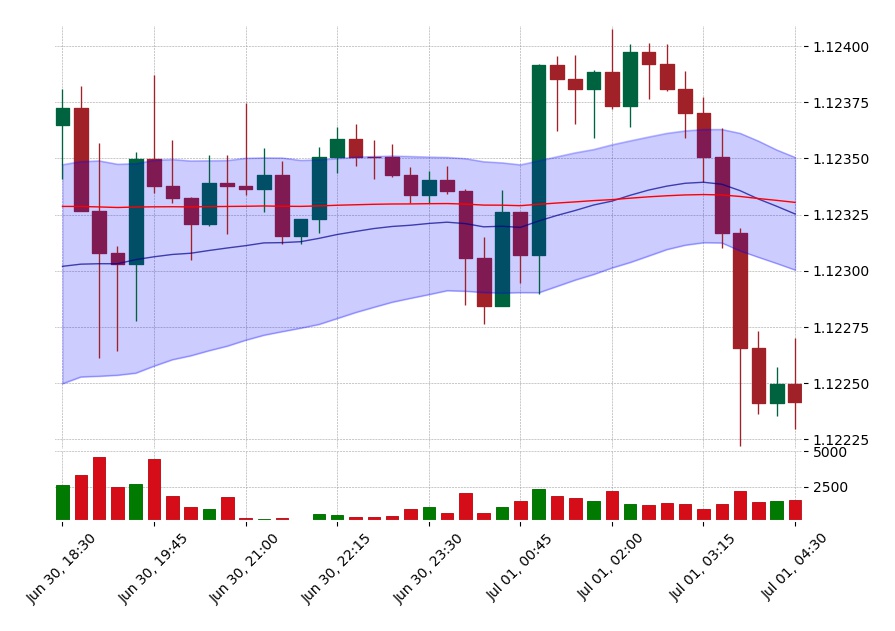 1.12400
1.12375
1.12350
1.12325
1.12300
1.12275
1.12250
1.12225
5000
2500
Jun 30, 18:30
Jun 30, 19:45
Jun 30, 21:00
Jun 30, 22:15
Jun 30, 23:30
Jul 01, 00:45
Jul 01, 02:00
Jul 01, 03:15
Jul 01, 04:30